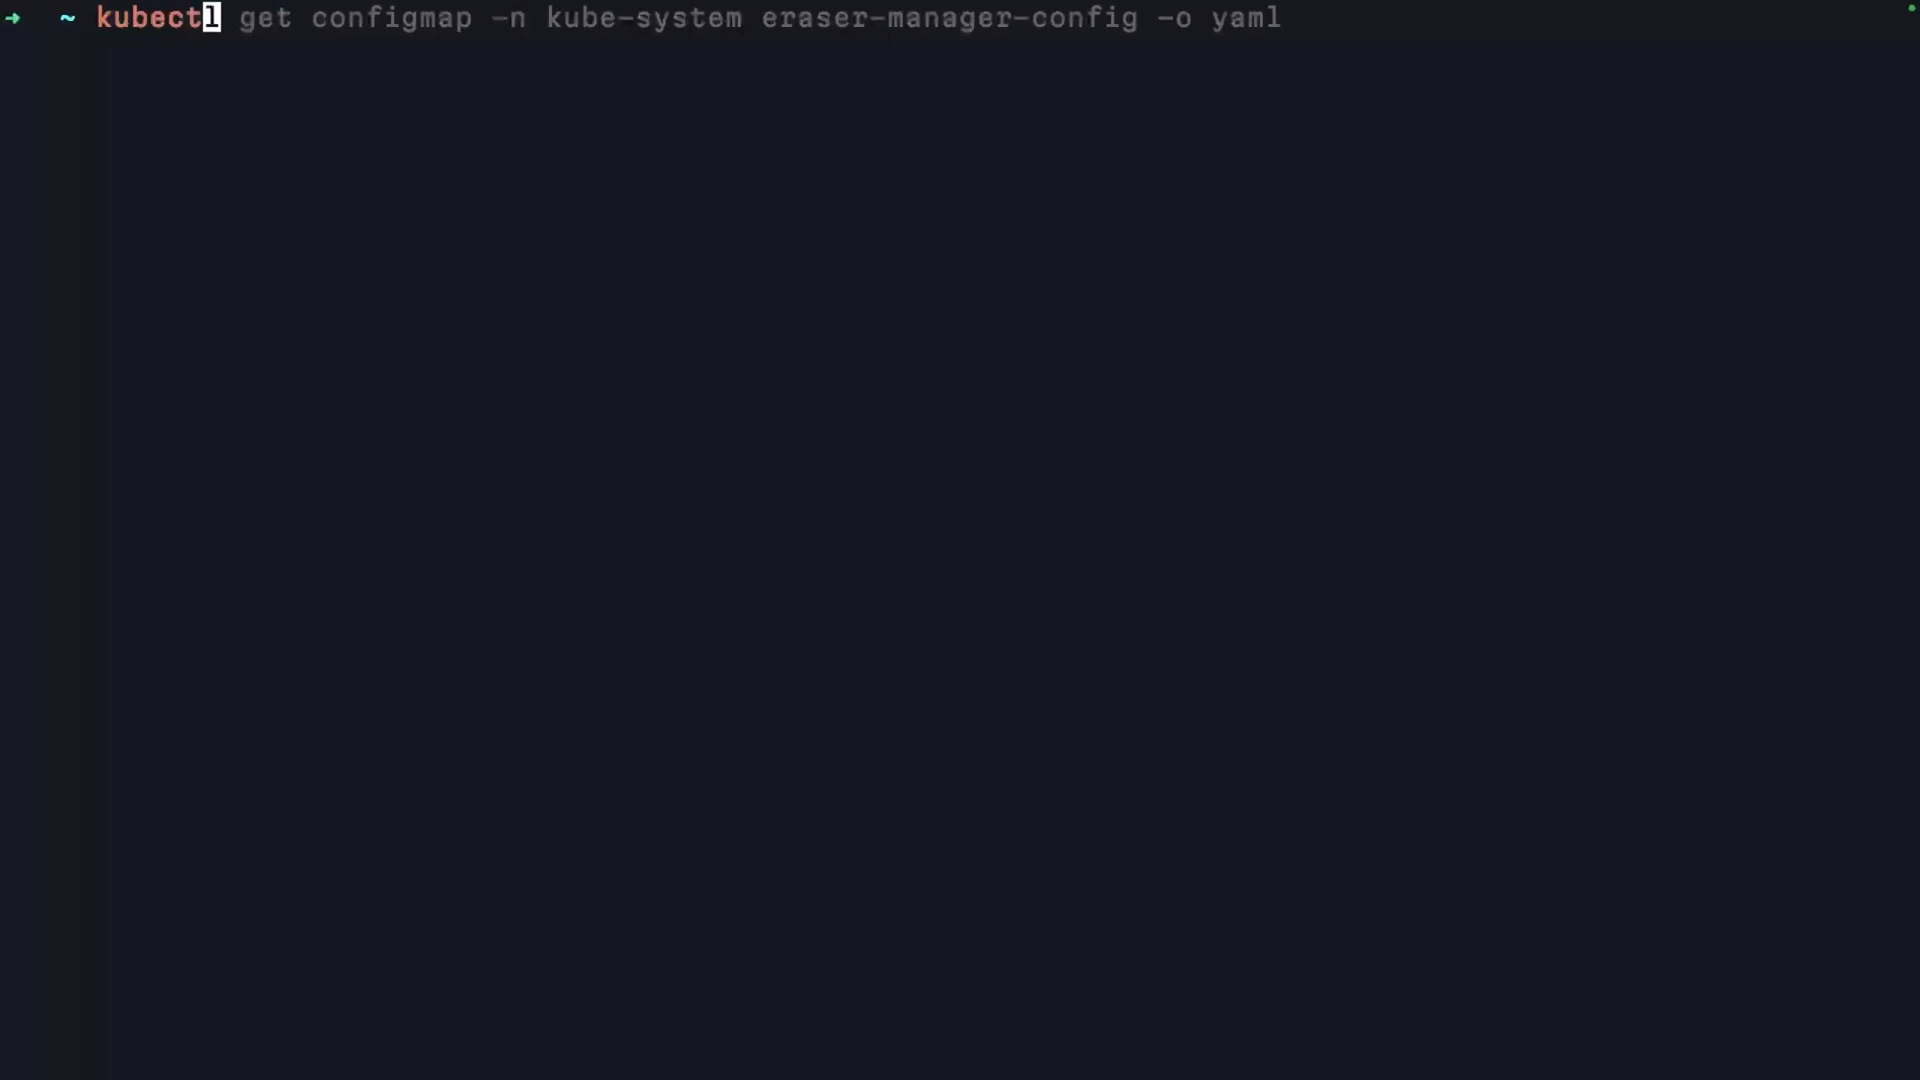 ➜ ~ kubectl get configmap -n kube-system eraser-manager-config -o yaml